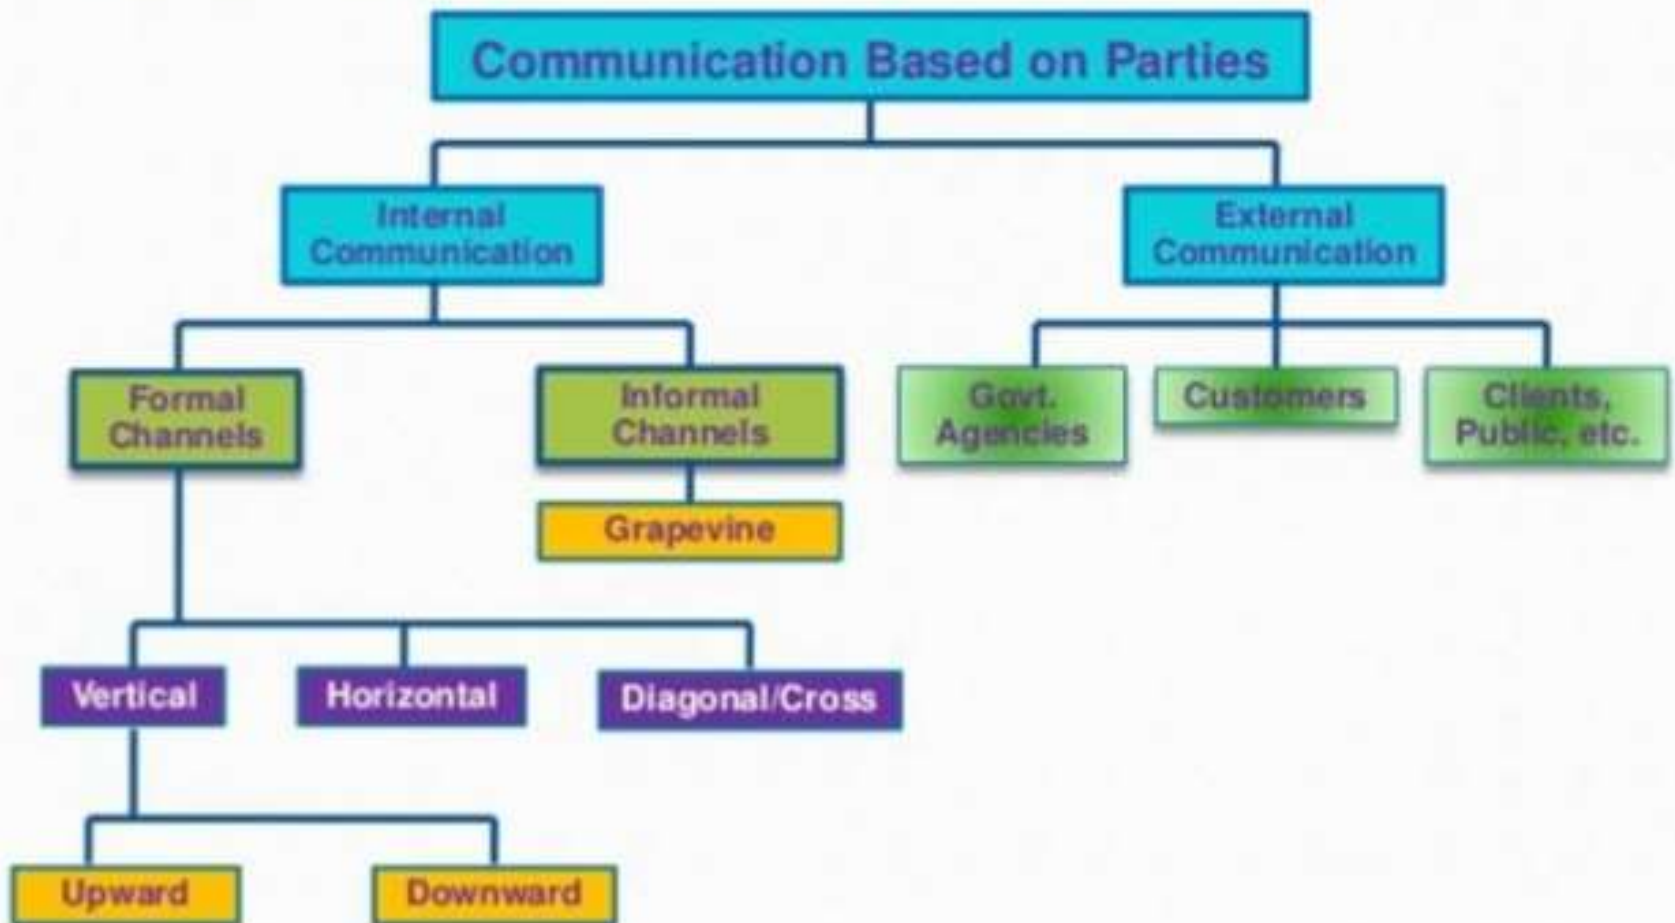 Communication Based on Parties
Internal
Communication
External
Communication
Formal
Channels
Informal
Channels
Govt.
Agencies
Customers
Clients,
Public, etc.
Grapevine
Vertical
Horizontal
Diagonal/Cross
Upward
Downward